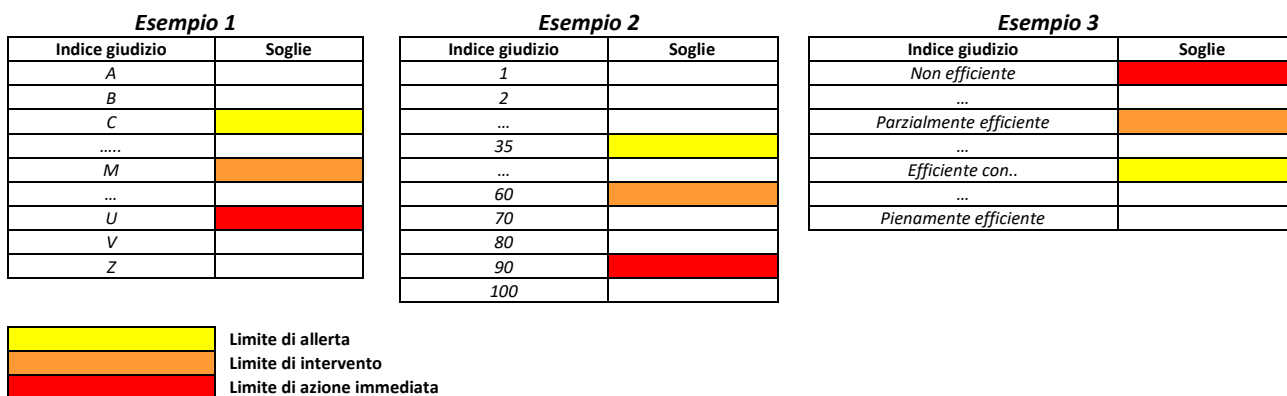 Esempio 1
Indice giudizio Soglie
A
B
C
.....
M
...
U
V
Z
Esempio 2
Indice giudizio Soglie
1
2
...
35
...
60
70
80
90
100
Esempio 3
Indice giudizio Soglie
Non efficiente
...
Parzialmente efficiente
...
Efficiente con..
...
Pienamente efficiente
Limite di allerta
Limite di intervento
Limite di azione immediata